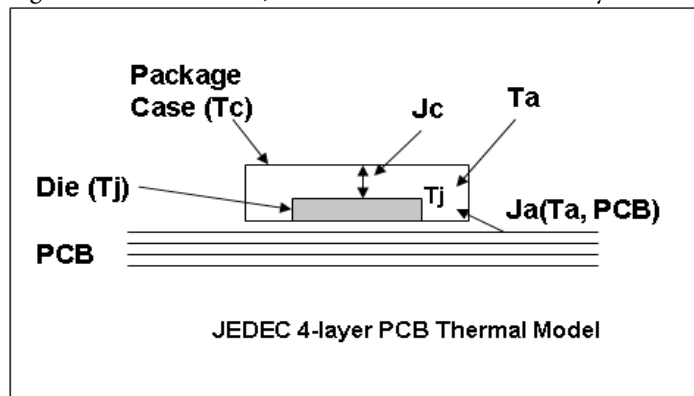 Package
Case (Tc)
Jc
Ta
Die (Tj)
Tj
Ja(Ta, PCB)
PCB
JEDEC 4-layer PCB Thermal Model